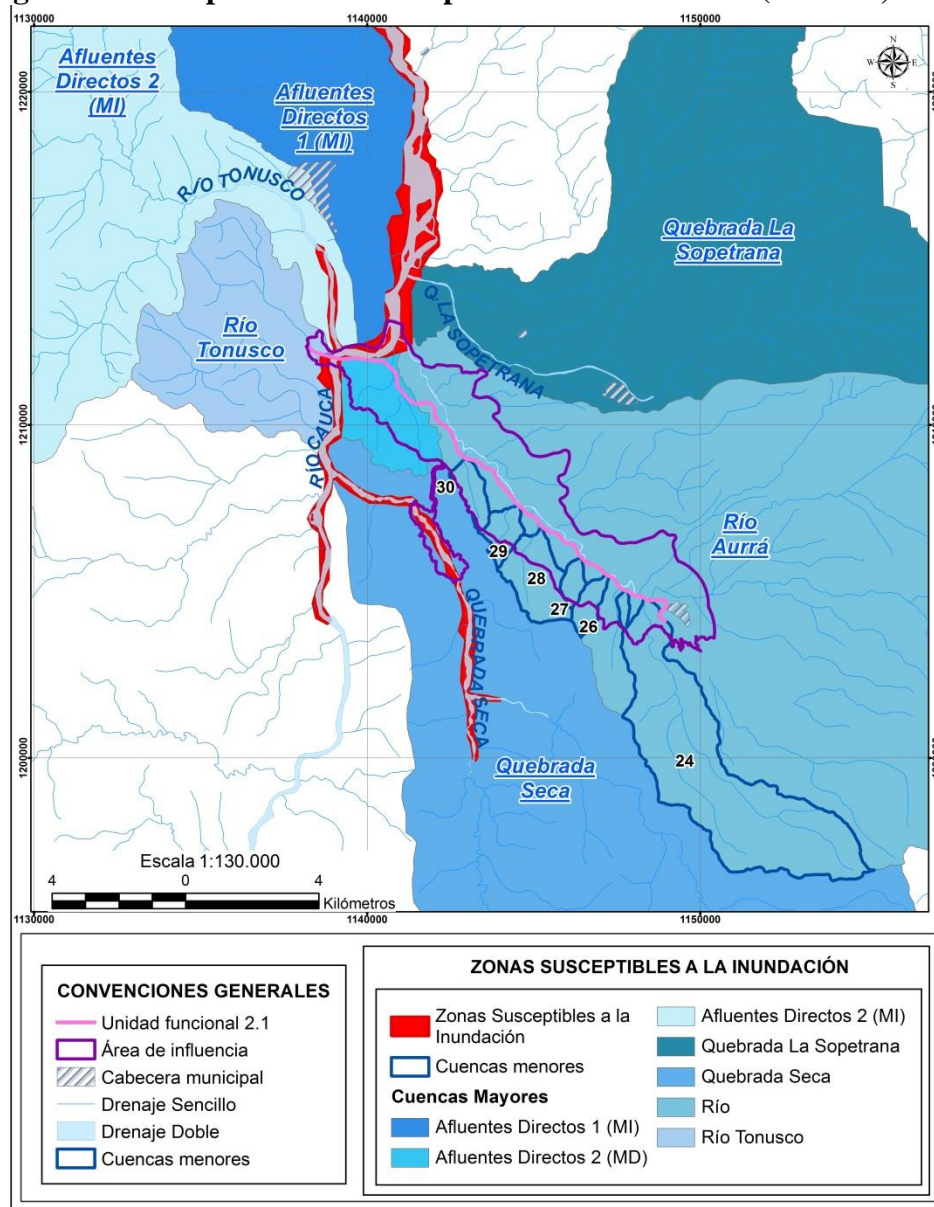 1130000
1140000
1150000
Afluentes
Directos 2
(MI)
Afluentes
Directos
1 (MI)
N
W
E
S
1220000
RÍO TONUSCO
Quebrada La
Sopetrana
Río
Tonusco
Q. LA SOPETRANA
1210000
RÍO CAUCA
30
29
28
27
26
Río
Aurrá
QUEBRADA SECA
1200000
24
Quebrada
Seca
Escala 1:130.000
4
0
4
Kilómetros
1130000
1140000
1150000
CONVENCIONES GENERALES
Unidad funcional 2.1
Área de influencia
Cabecera municipal
Drenaje Sencillo
Drenaje Doble
Cuencas menores
ZONAS SUSCEPTIBLES A LA INUNDACIÓN
Zonas Susceptibles a la
Inundación
Cuencas menores
Cuencas Mayores
Afluentes Directos 1 (MI)
Afluentes Directos 2 (MD)
Afluentes Directos 2 (MI)
Quebrada La Sopetrana
Quebrada Seca
Río
Río Tonusco